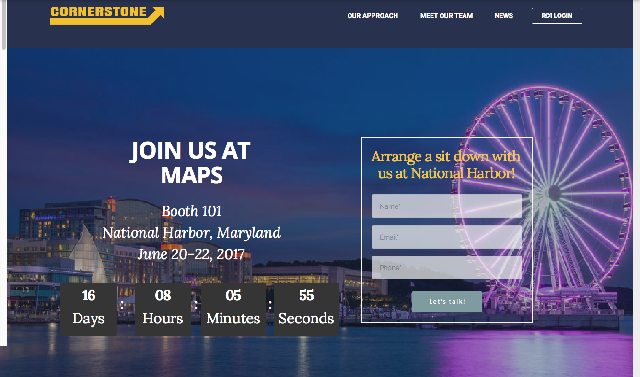 CORNERSTONE
OUR APPROACH MEET OUR TEAM NEWS RD1 LOGIN
JOIN US AT
MAPS
Booth 101
National Harbor, Maryland
June 20-22, 2017
16 : 08 : 05 : 55
Days Hours Minutes Seconds
Arrange a sit down with
us at National Harbor!
Name*
Email*
Phone*
Let's talk!